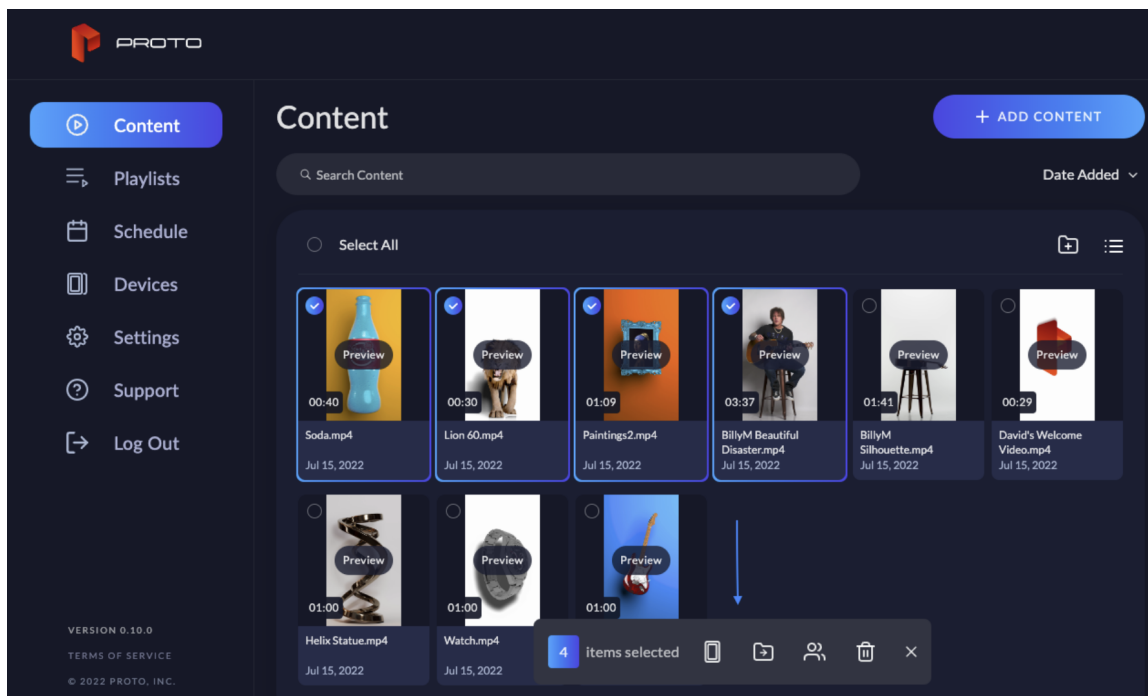 PROTO
Content
Playlists
Schedule
Devices
Settings
Support
Log Out
VERSION 0.10.0
TERMS OF SERVICE
© 2022 PROTO, INC.
Content
+ ADD CONTENT
Search Content
Date Added
Select All
Preview
00:40
Soda.mp4
Jul 15, 2022
Preview
00:30
Lion 60.mp4
Jul 15, 2022
Preview
01:09
Paintings2.mp4
Jul 15, 2022
Preview
03:37
BillyM Beautiful
Disaster.mp4
Jul 15, 2022
Preview
01:41
BillyM
Silhouette.mp4
Jul 15, 2022
Preview
00:29
David's Welcome
Video.mp4
Jul 15, 2022
Preview
01:00
Helix Statue.mp4
Jul 15, 2022
Preview
01:00
Watch.mp4
Jul 15, 2022
Preview
01:00
4 items selected